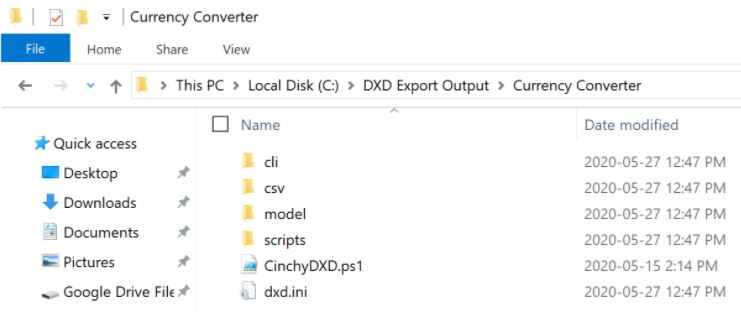 Currency Converter
File Home Share View
This PC > Local Disk (C:) > DXD Export Output > Currency Converter
Name Date modified
Quick access
Desktop
Downloads
Documents
Pictures
Google Drive File
cli 2020-05-27 12:47 PM
csv 2020-05-27 12:47 PM
model 2020-05-27 12:47 PM
scripts 2020-05-27 12:47 PM
CinchyDXD.ps1 2020-05-15 2:14 PM
dxd.ini 2020-05-27 12:47 PM